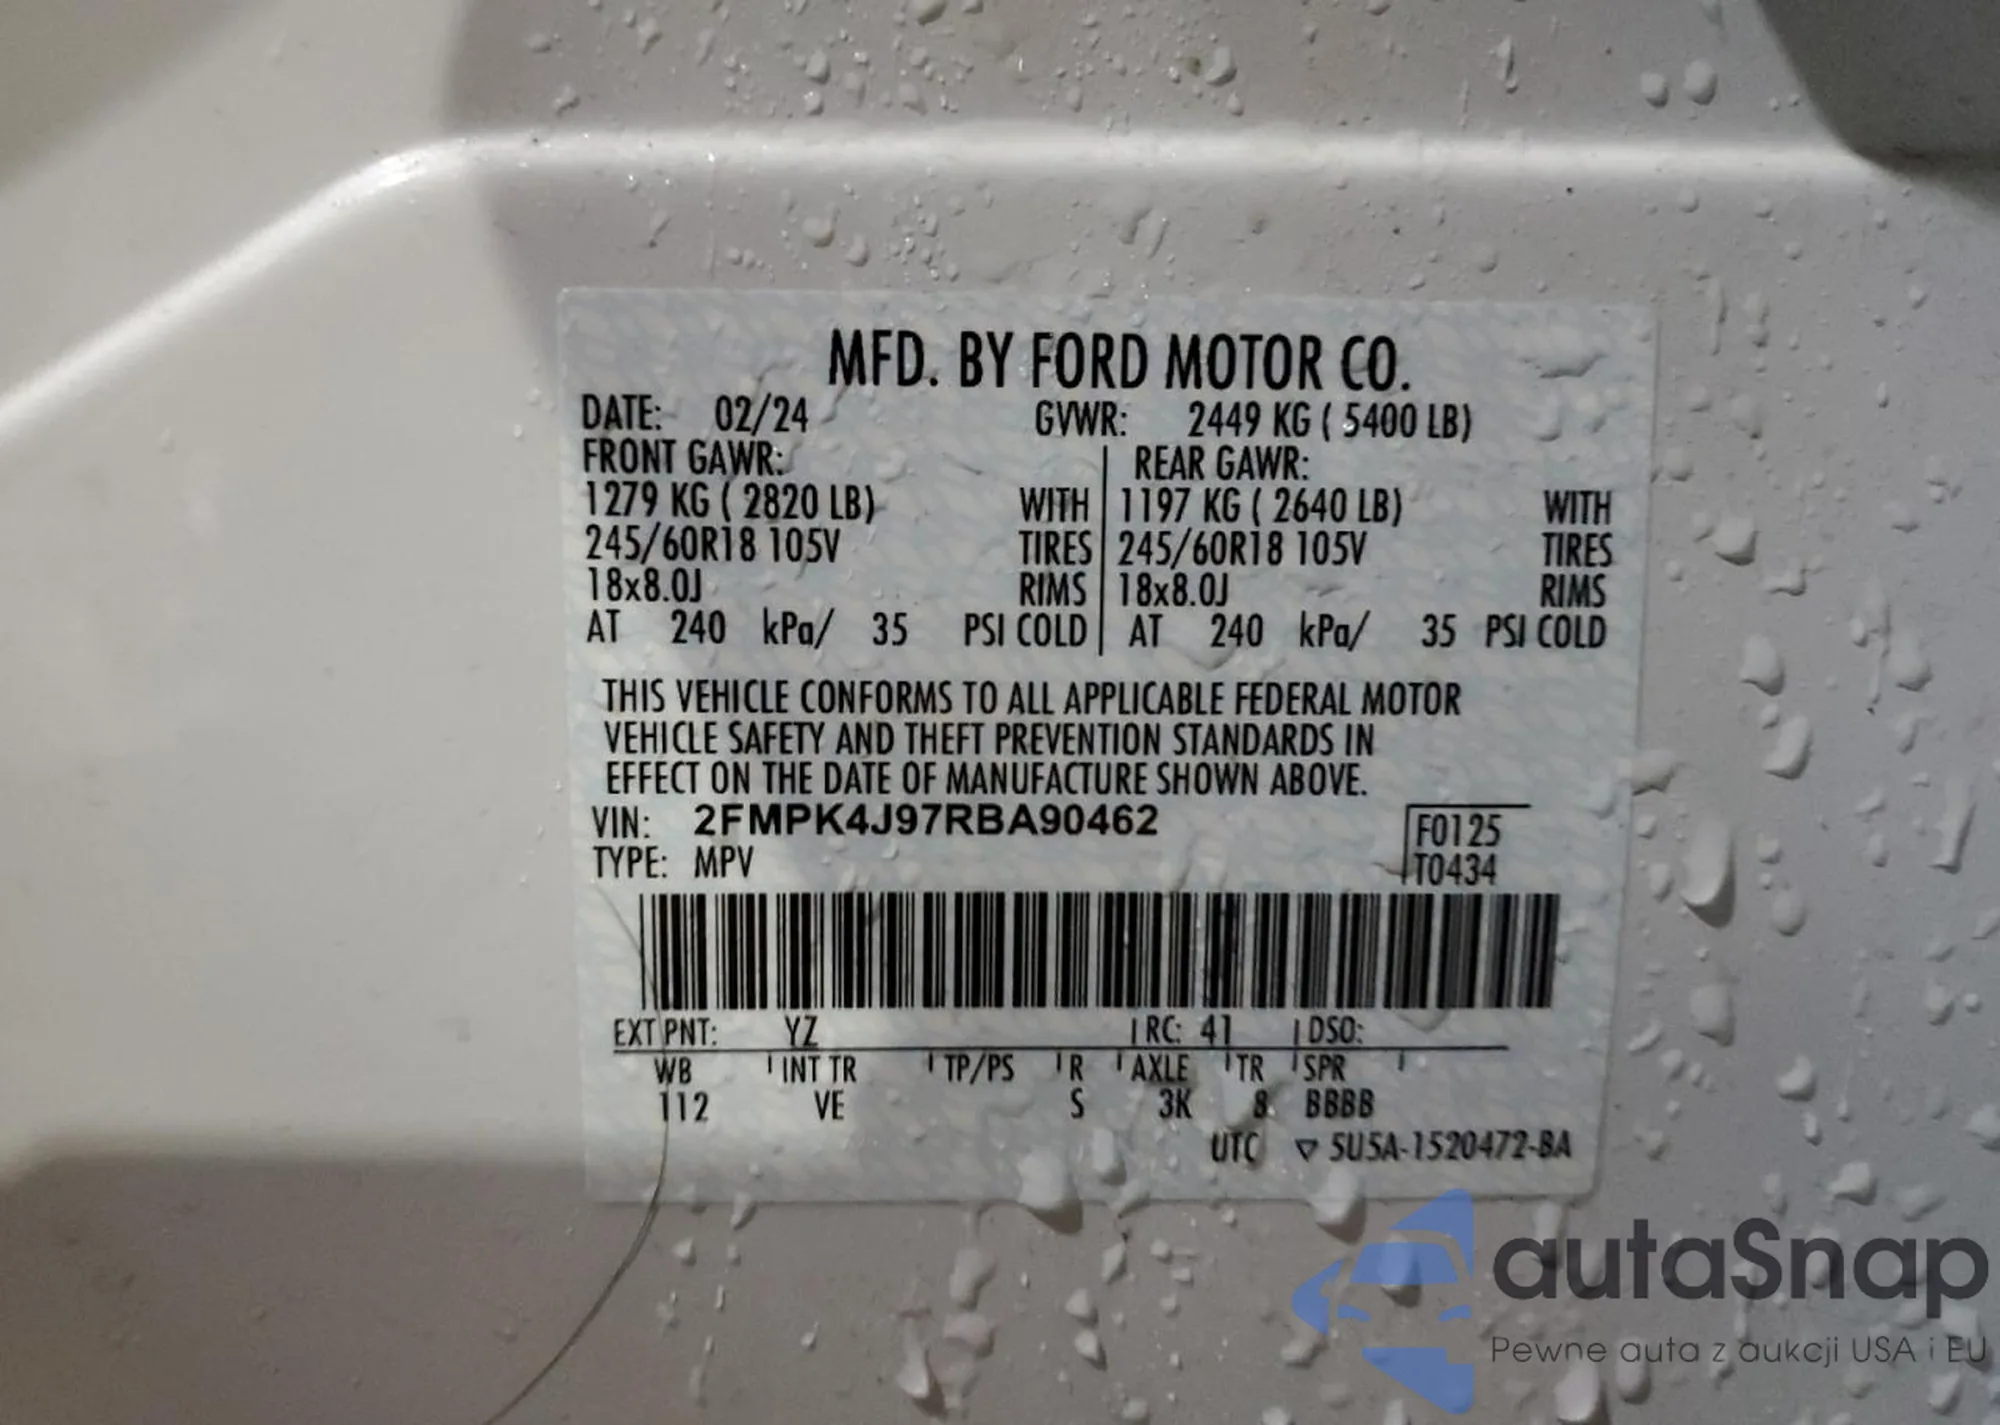 MFD. BY FORD MOTOR CO.
DATE: 02/24 GVWR: 2449 KG ( 5400 LB)
FRONT GAWR: REAR GAWR:
1279 KG ( 2820 LB) WITH 1197 KG ( 2640 LB) WITH
245/60R18 105V TIRES 245/60R18 105V TIRES
18x8.0J RIMS 18x8.0J RIMS
AT 240 kPa/ 35 PSI COLD AT 240 kPa/ 35 PSI COLD
THIS VEHICLE CONFORMS TO ALL APPLICABLE FEDERAL MOTOR
VEHICLE SAFETY AND THEFT PREVENTION STANDARDS IN
EFFECT ON THE DATE OF MANUFACTURE SHOWN ABOVE.
VIN: 2FMPK4J97RBA90462
F0125
TYPE: MPV T0434
EXT PNT: YZ RC: 41 DSO:
WB INT TR TP/PS R AXLE TR SPR
112 VE S 3K 8 BBBB
UTC ▽ 5U5A-1520472-BA
autaSnap
Pewne auta z aukcji USA i EU